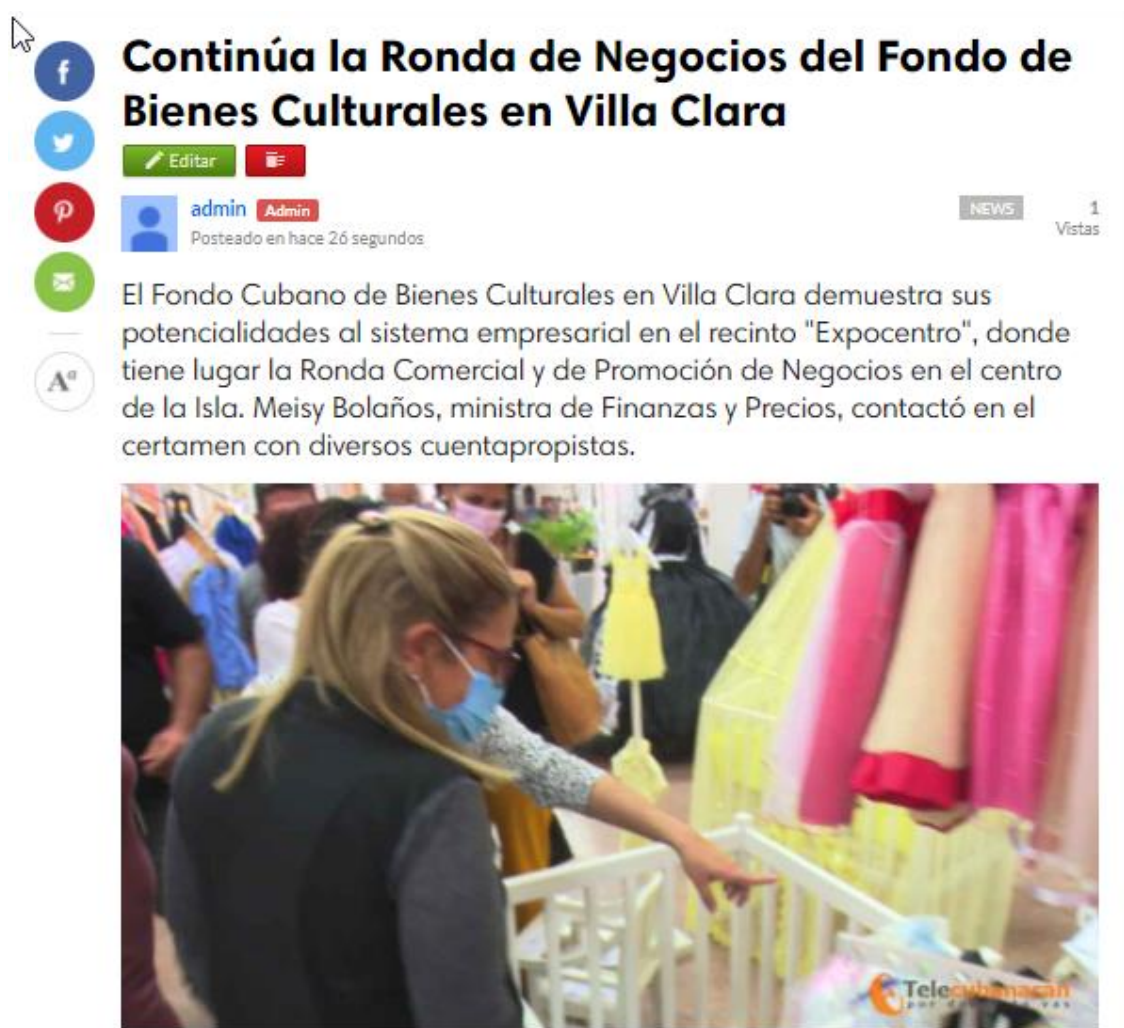 Continúa la Ronda de Negocios del Fondo de
Bienes Culturales en Villa Clara
Editar
admin Admin
NEWS 1
Posteado en hace 26 segundos
Vistas
El Fondo Cubano de Bienes Culturales en Villa Clara demuestra sus
potencialidades al sistema empresarial en el recinto "Expocentro", donde
tiene lugar la Ronda Comercial y de Promoción de Negocios en el centro
de la Isla. Meisy Bolaños, ministra de Finanzas y Precios, contactó en el
certamen con diversos cuentapropistas.
Aa
Telecubanacán